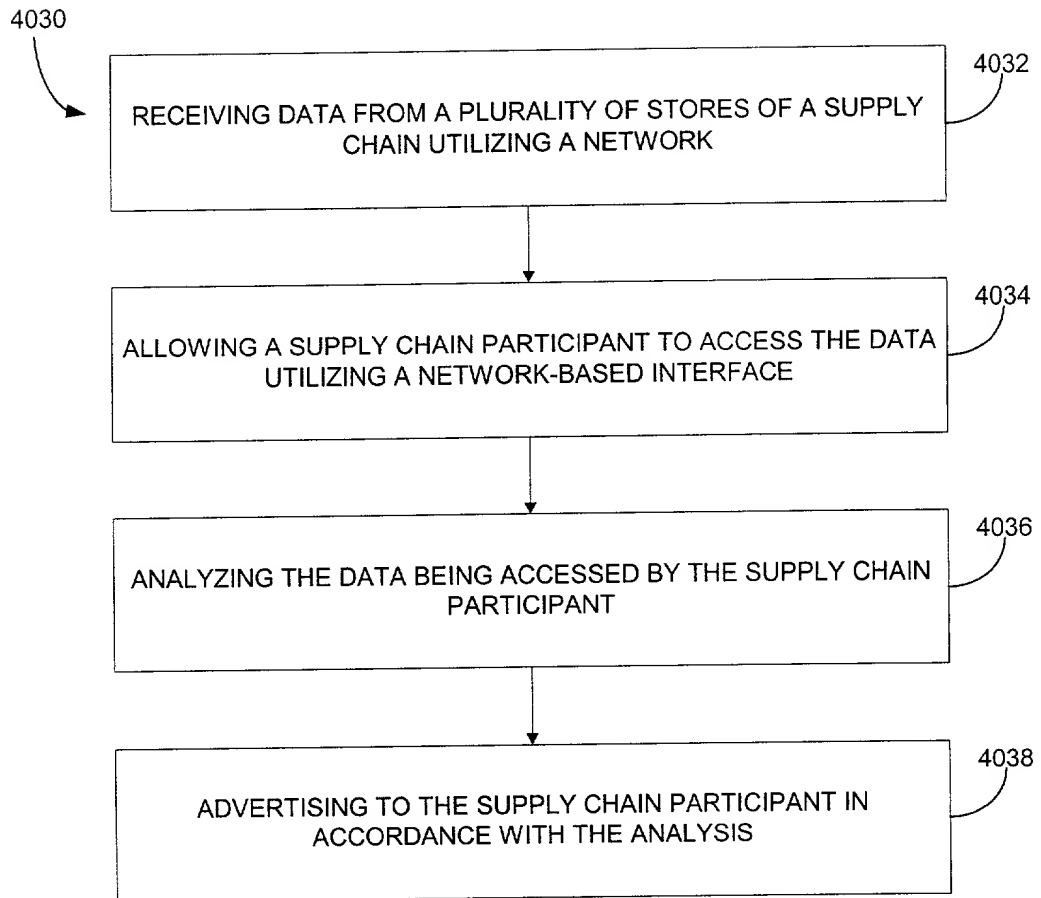 4030
4032
RECEIVING DATA FROM A PLURALITY OF STORES OF A SUPPLY
CHAIN UTILIZING A NETWORK
4034
ALLOWING A SUPPLY CHAIN PARTICIPANT TO ACCESS THE DATA
UTILIZING A NETWORK-BASED INTERFACE
4036
ANALYZING THE DATA BEING ACCESSED BY THE SUPPLY CHAIN
PARTICIPANT
4038
ADVERTISING TO THE SUPPLY CHAIN PARTICIPANT IN
ACCORDANCE WITH THE ANALYSIS